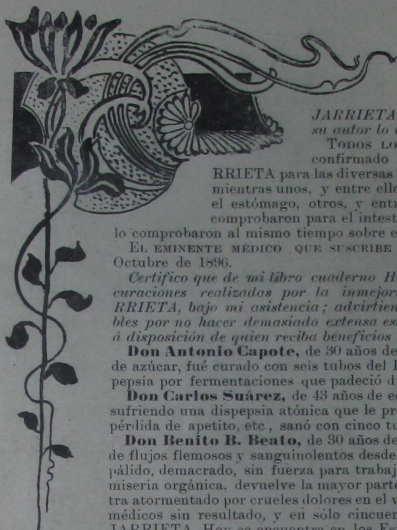 JARRIETA
su autor lo
TODOS LO
confirmado
RRIETA para las diversas
mientras unos, y entre ello
el estómago, otros, y entr
comprobaron para el intest
lo comprobaron al mismo tiempo sobre e
EL EMINENTE MÉDICO QUE SUSCRIBE
Octubre de 1896.
Certifico que de mi libro cuaderno H
curaciones realizadas por la inmejor
RRIETA, bajo mi asistencia; advirtien
bles por no hacer demasiado extensa es
á disposición de quien reciba beneficios
Don Antonio Capote, de 30 años de
de azúcar, fué curado con seis tubos del
pepsia por fermentaciones que padeció d
Don Carlos Suárez, de 43 años de e
sufriendo una dispepsia atónica que le pr
pérdida de apetito, etc, sanó con cinco tu
Don Benito B. Beato, de 30 años de
de flujos flemosos y sanguinolentos desde
pálido, demacrado, sin fuerza para trabaj
miseria orgánica, devuelve la mayor parte
tra atormentado por crueles dolores en el v
médicos sin resultado, y en sólo cincuen
JARRIETA. Hoy se encuentra en los Es